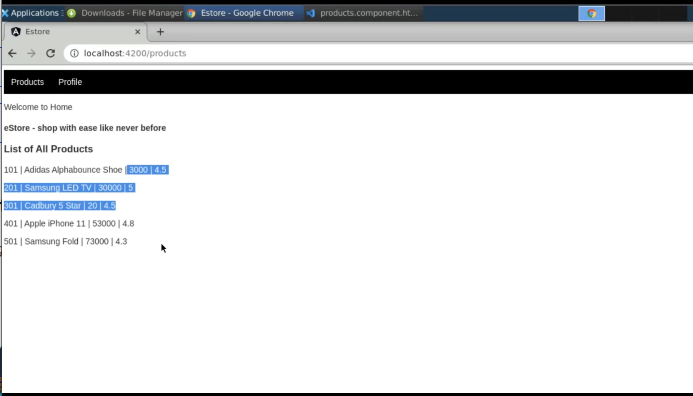 Applications : Downloads - File Manager Estore - Google Chrome products.component.ht...
Estore
localhost:4200/products
Products Profile
Welcome to Home
eStore - shop with ease like never before
List of All Products
101 | Adidas Alphabounce Shoe | 3000 | 4.5
201 | Samsung LED TV | 30000 | 5
301 | Cadbury 5 Star | 20 | 4.5
401 | Apple iPhone 11 | 53000 | 4.8
501 | Samsung Fold | 73000 | 4.3